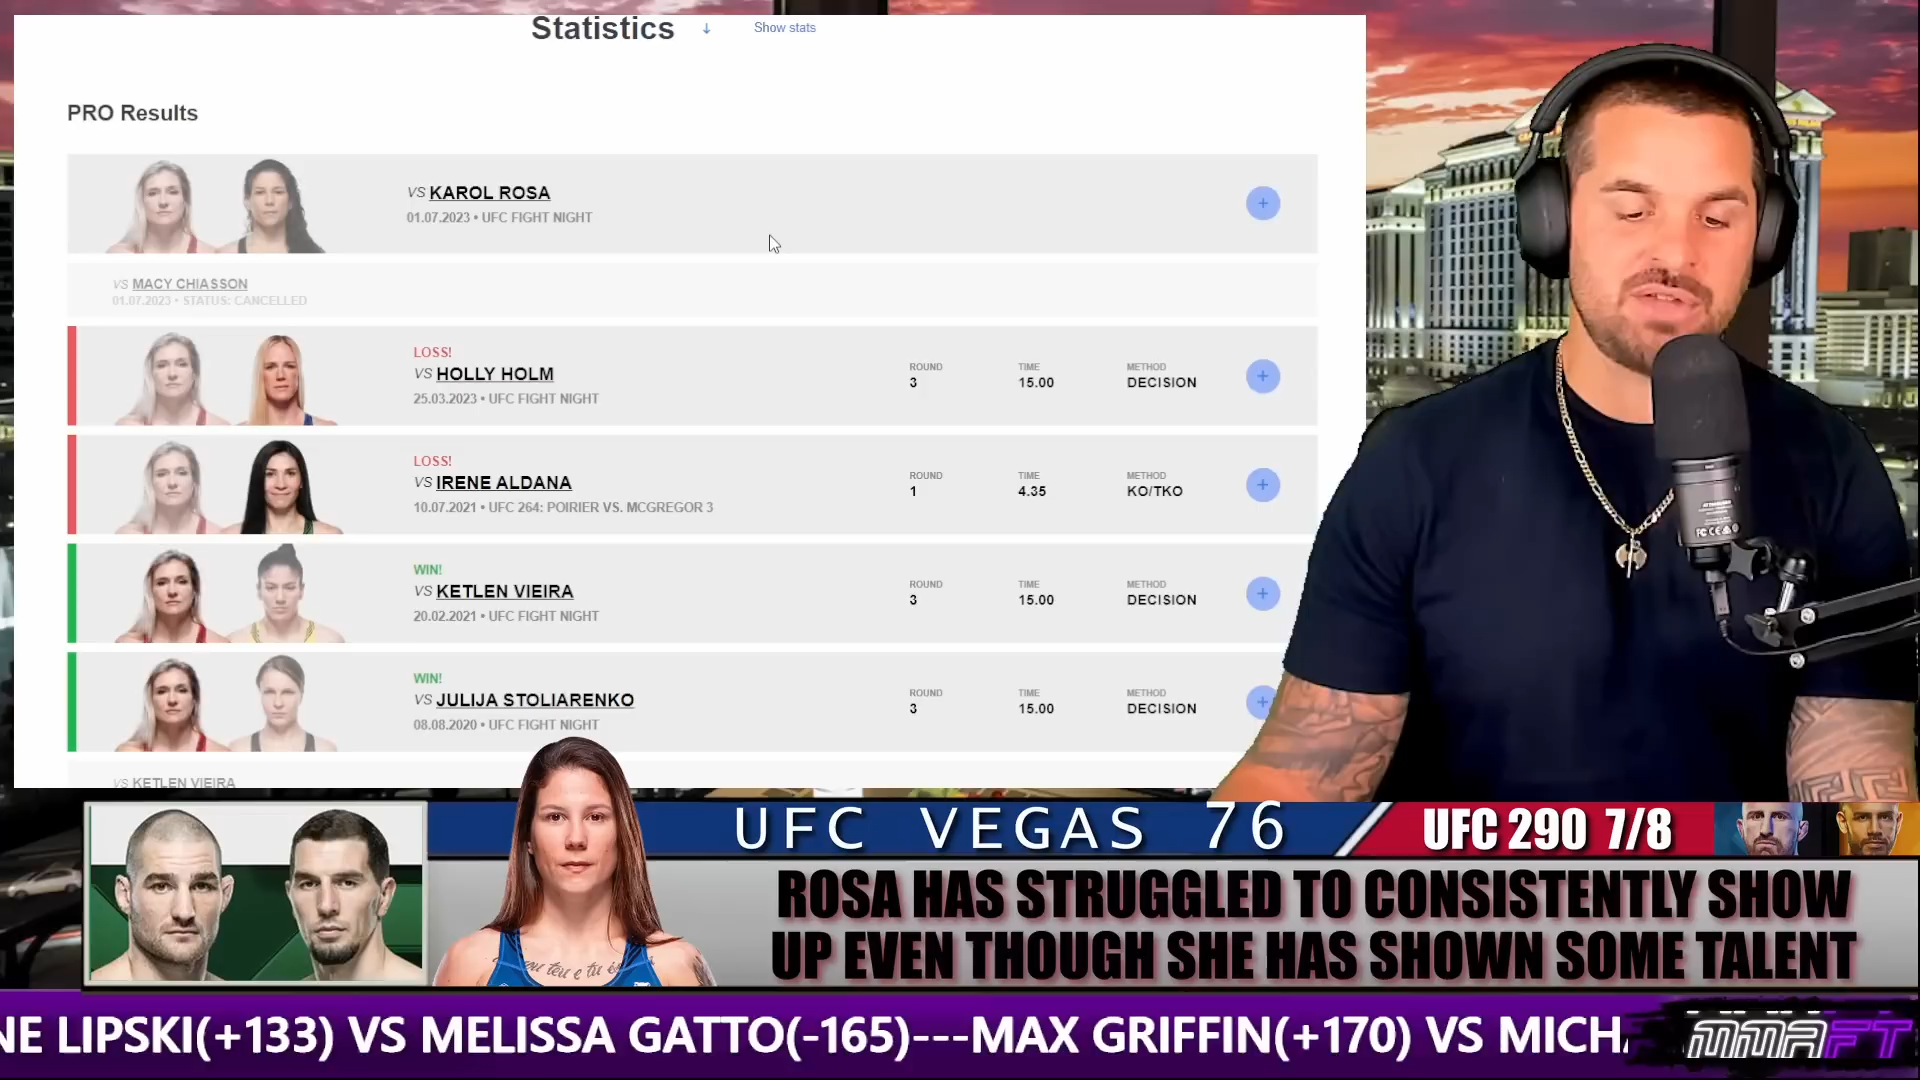 Statistics
↓
Show stats
PRO Results
VS KAROL ROSA
01.07.2023 • UFC FIGHT NIGHT
+
VS MACY CHIASSON
01.07.2023 • STATUS: CANCELLED
LOSS!
VS HOLLY HOLM
25.03.2023 • UFC FIGHT NIGHT
ROUND
3
TIME
15.00
METHOD
DECISION
+
LOSS!
VS IRENE ALDANA
10.07.2021 • UFC 264: POIRIER VS. MCGREGOR 3
ROUND
1
TIME
4.35
METHOD
KO/TKO
+
WIN!
VS KETLEN VIEIRA
20.02.2021 • UFC FIGHT NIGHT
ROUND
3
TIME
15.00
METHOD
DECISION
+
WIN!
VS JULIJA STOLIARENKO
08.08.2020 • UFC FIGHT NIGHT
ROUND
3
TIME
15.00
METHOD
DECISION
+
VS KETLEN VIEIRA
UFC VEGAS 76
UFC 290 7/8
ROSA HAS STRUGGLED TO CONSISTENTLY SHOW
UP EVEN THOUGH SHE HAS SHOWN SOME TALENT
NE LIPSKI(+133) VS MELISSA GATTO(-165)---MAX GRIFFIN(+170) VS MICHA
MMAFT